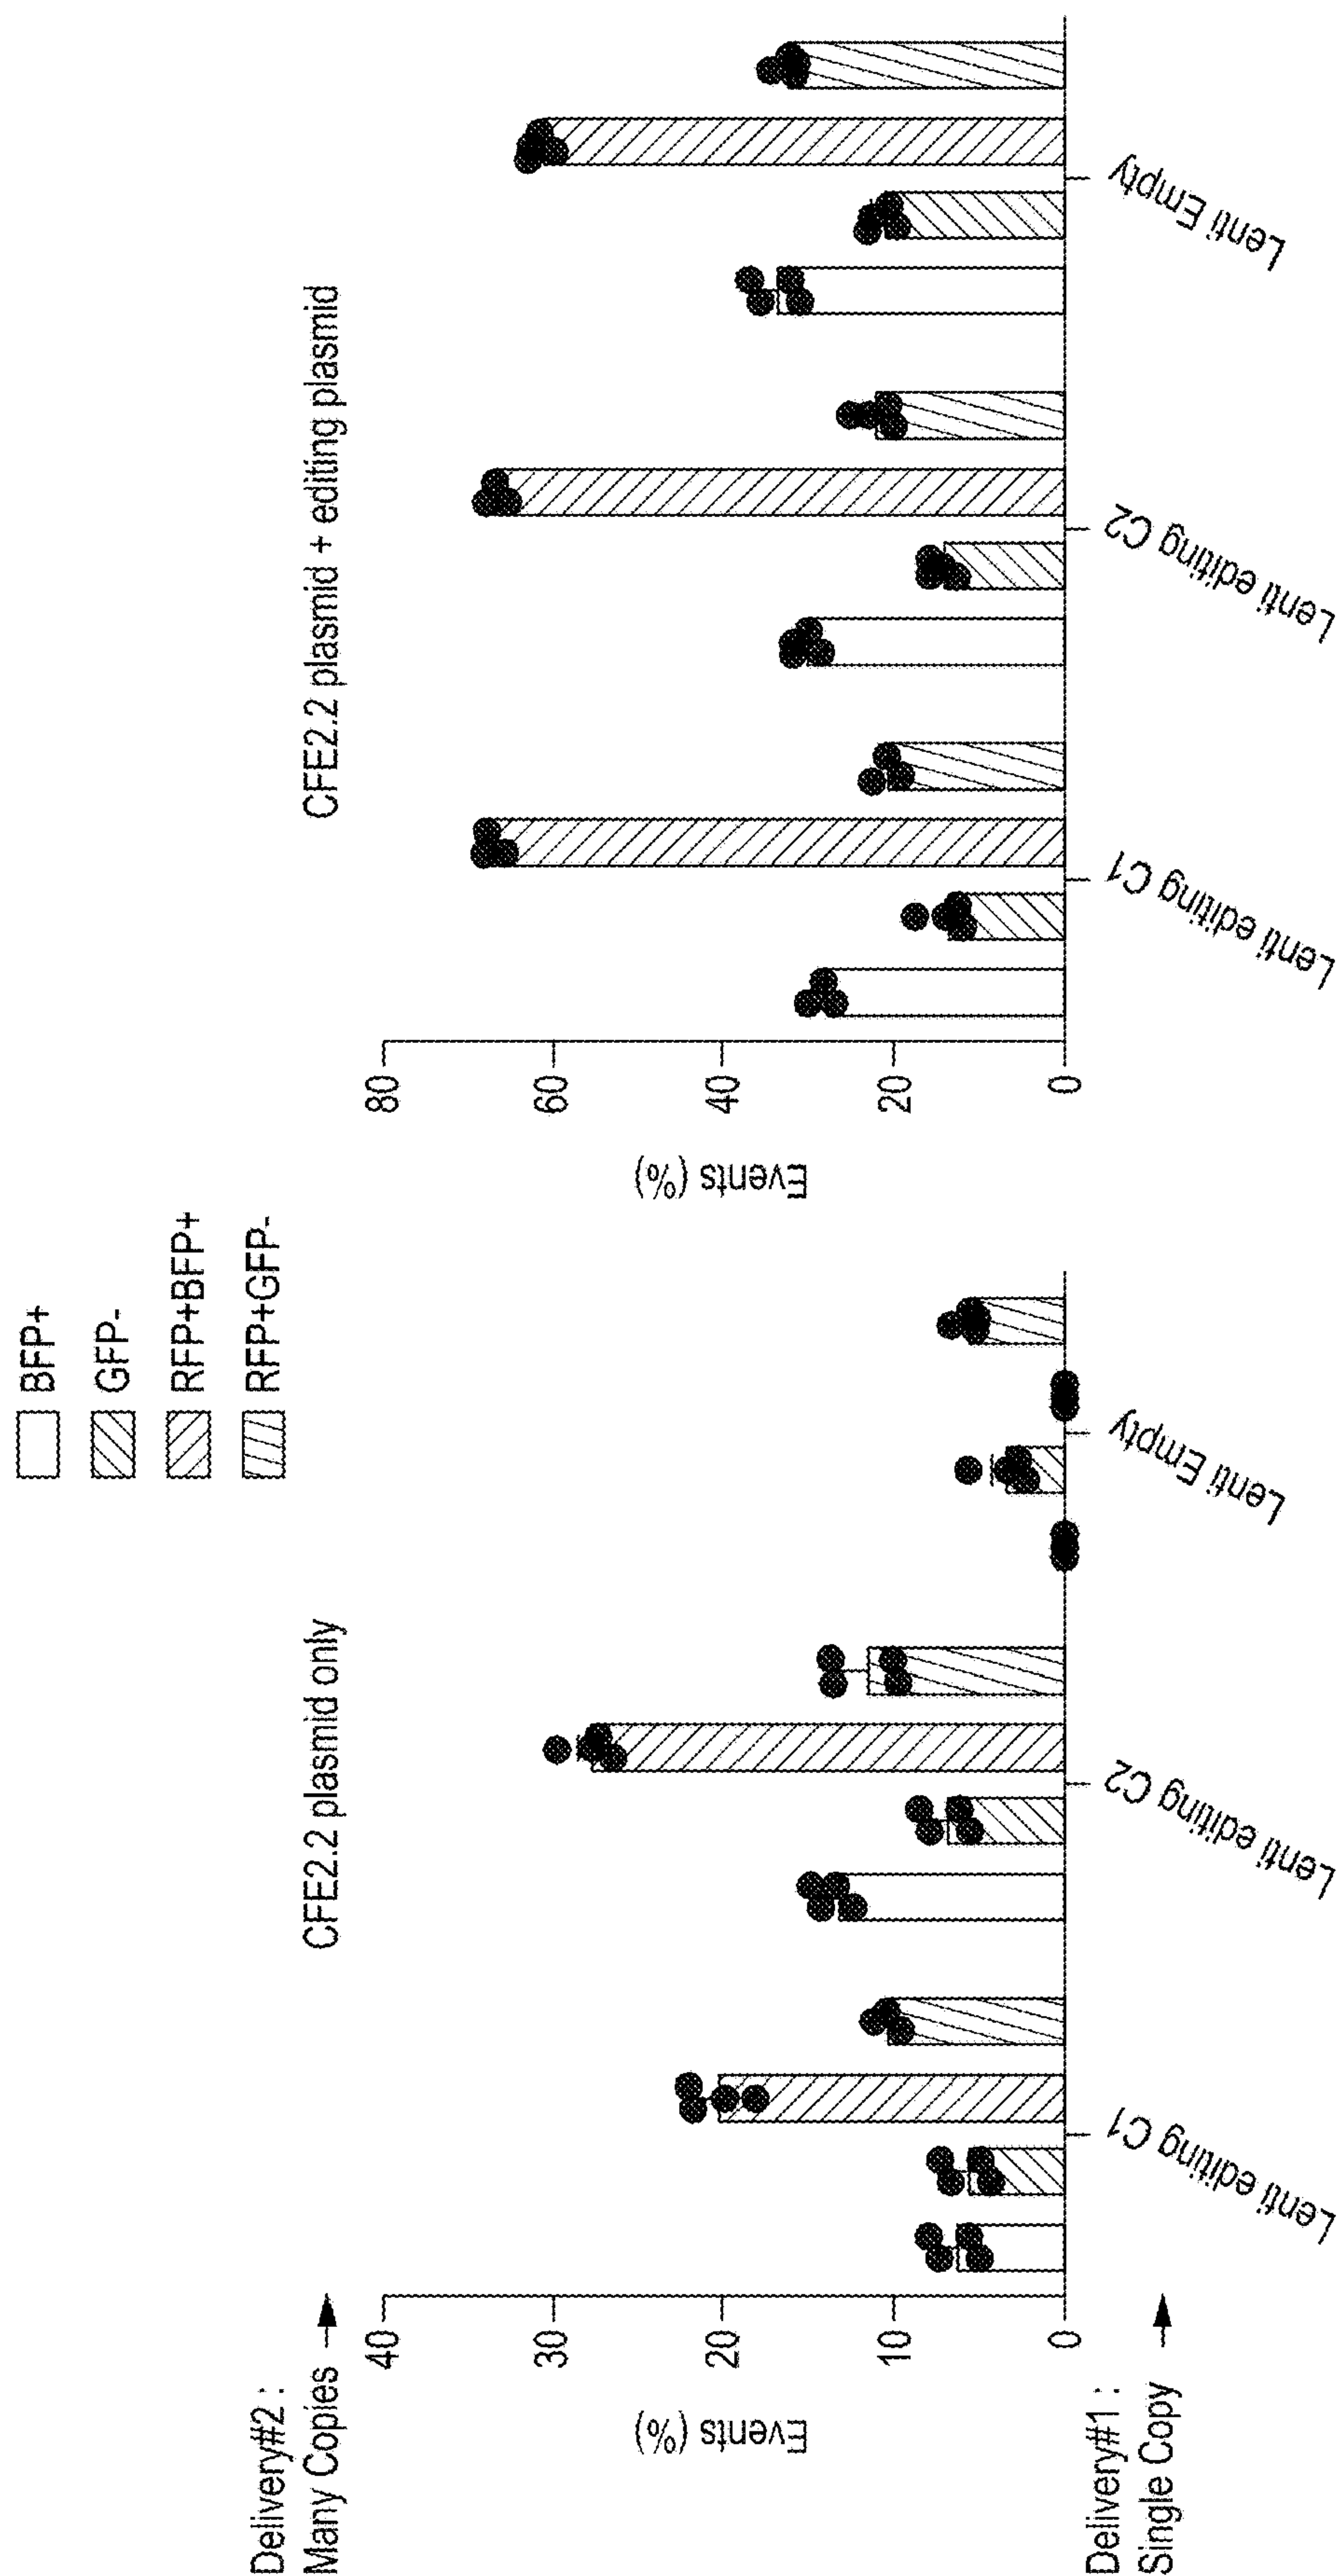 BFP+
GFP-
RFP+BFP+
RFP+GFP-
Delivery#2 :
Many Copies
CFE2.2 plasmid only
CFE2.2 plasmid + editing plasmid
Events (%)
40
30
20
10
0
Events (%)
80
60
40
20
0
Delivery#1 :
Single Copy
Lenti editing C1
Lenti editing C2
Lenti Empty
Lenti editing C1
Lenti editing C2
Lenti Empty